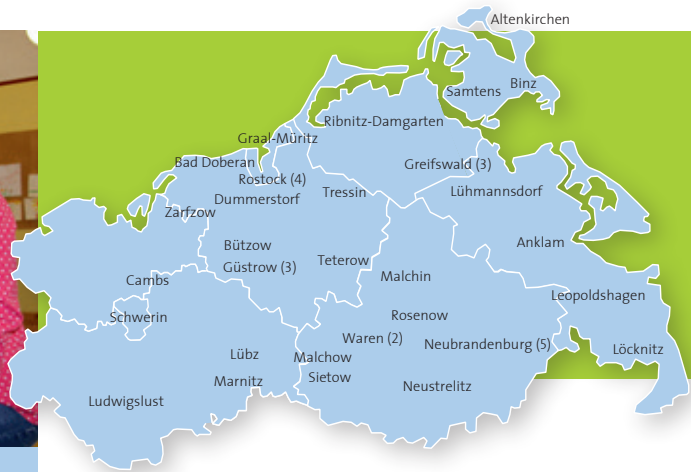 Altenkirchen
Binz
Samtens
Ribnitz-Damgarten
Graal-Müritz
Bad Doberan
Greifswald (3)
Rostock (4)
Tressin
Lühmannsdorf
Dummerstorf
Zarfzow
Bützow
Anklam
Güstrow (3)
Teterow
Malchin
Cambs
Leopoldshagen
Schwerin
Rosenow
Waren (2)
Neubrandenburg (5)
Löcknitz
Lübz
Malchow
Sietow
Marnitz
Neustrelitz
Ludwigslust